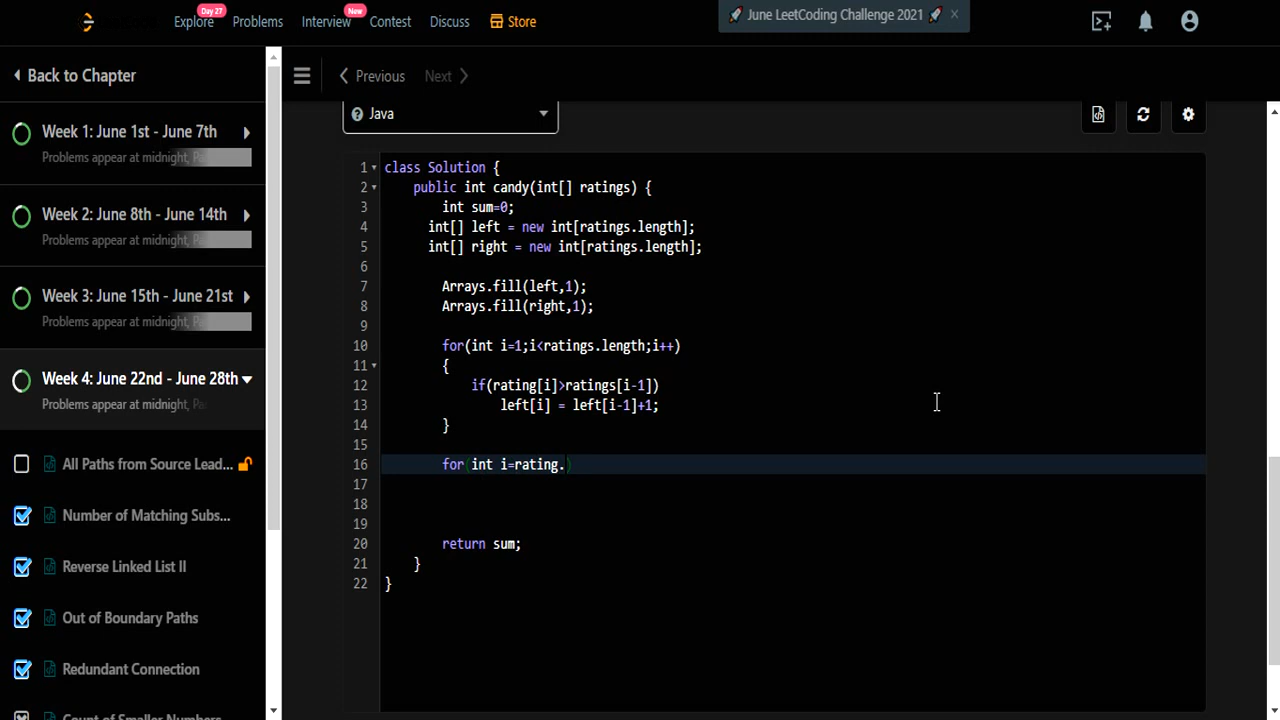 Day 27
New
Explore Problems Interview Contest Discuss Store
June LeetCoding Challenge 2021 ×
Back to Chapter
Previous Next
Week 1: June 1st - June 7th
Problems appear at midnight,
Week 2: June 8th - June 14th
Problems appear at midnight,
Week 3: June 15th - June 21st
Problems appear at midnight,
Week 4: June 22nd - June 28th
Problems appear at midnight,
All Paths from Source Lead...
Number of Matching Subs...
Reverse Linked List II
Out of Boundary Paths
Redundant Connection
Count of Smaller Numbers
Java
1 class Solution {
2 public int candy(int[] ratings) {
3 int sum=0;
4 int[] left = new int[ratings.length];
5 int[] right = new int[ratings.length];
6
7 Arrays.fill(left,1);
8 Arrays.fill(right,1);
9
10 for(int i=1;i<ratings.length;i++)
11 {
12 if(rating[i]>ratings[i-1])
13 left[i] = left[i-1]+1;
14 }
15
16 for(int i=rating.)
17
18
19
20 return sum;
21 }
22 }